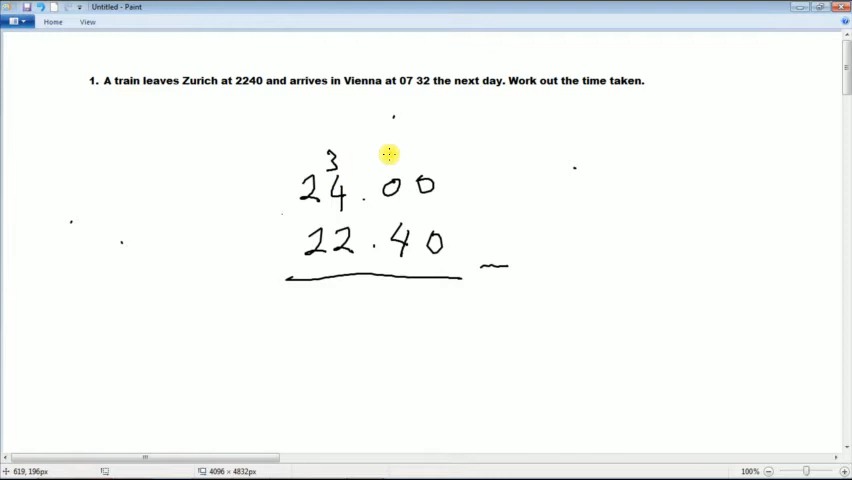 Untitled - Paint
Home View
1. A train leaves Zurich at 2240 and arrives in Vienna at 07 32 the next day. Work out the time taken.
3
24.00
22.40 –
619, 196px 4096 × 4832px 100%